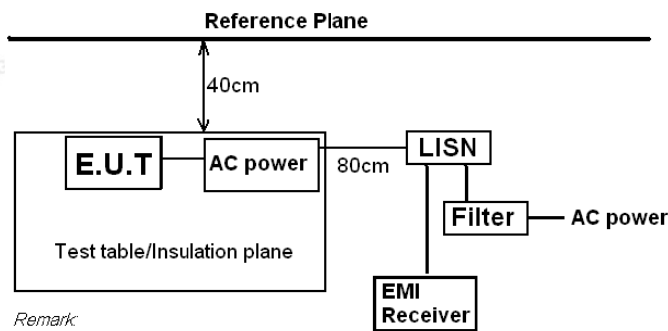 Reference Plane
40cm
E.U.T
AC power
80cm
LISN
Filter
AC power
Test table/Insulation plane
EMI
Receiver
Remark: